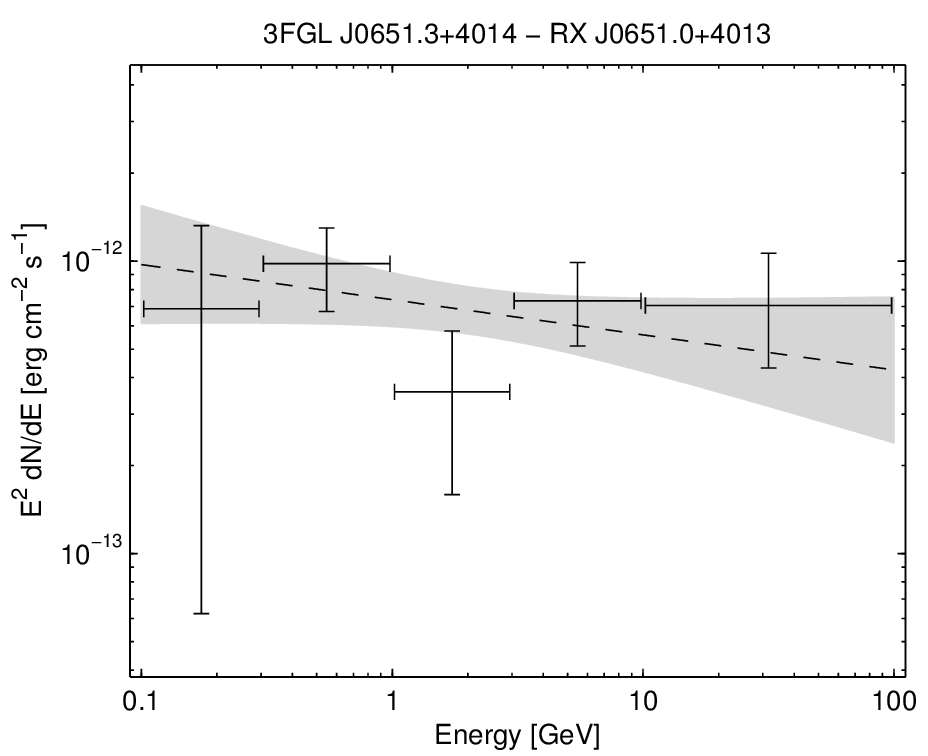 3FGL J0651.3+4014 − RX J0651.0+4013
E² dN/dE [erg cm⁻² s⁻¹]
10⁻¹²
10⁻¹³
0.1 1 10 100
Energy [GeV]